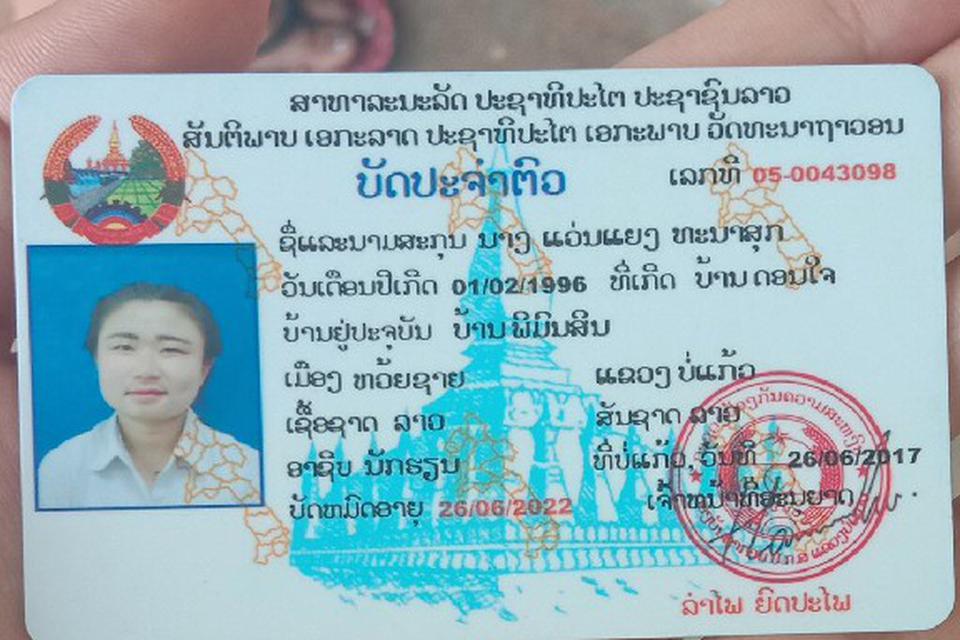 ສາທາລະນະລັດ ປະຊາທິປະໄຕ ປະຊາຊົນລາວ
ສັນຕິພາບ ເອກະລາດ ປະຊາທິປະໄຕ ເອກະພາບ ວັດທະນາຖາວອນ
ບັດປະຈຳຕົວ
ເລກທີ 05-0043098
ຊື່ແລະນາມສະກຸນ ນາງ ແວ່ນແຍງ ທະນາສຸກ
ວັນເດືອນປີເກີດ 01/02/1996 ທີ່ເກີດ ບ້ານ ດອນໃຈ
ບ້ານຢູ່ປະຈຸບັນ ບ້ານ ພິມົນສິນ
ເມືອງ ຫວ້ຍຊາຍ ແຂວງ ບໍ່ແກ້ວ
ເຊື້ອຊາດ ລາວ ສັນຊາດ ລາວ
ອາຊີບ ນັກຮຽນ ທີ່ບໍ່ແກ້ວ, ວັນທີ 26/06/2017
ບັດຫມົດອາຍຸ 26/06/2022 ເຈົ້າຫນ້າທີ່ອະນຸຍາດ
ລຳໄພ ຍົດປະໄພ